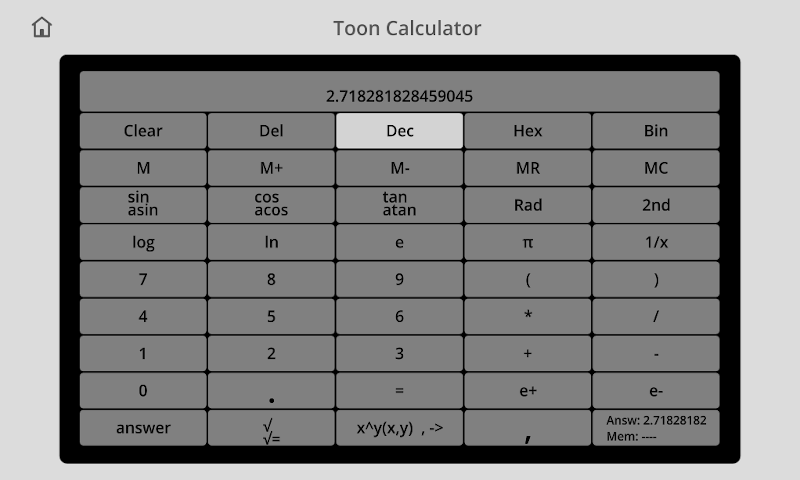 Toon Calculator
2.718281828459045
Clear Del Dec Hex Bin
M M+ M- MR MC
sin cos tan Rad 2nd
asin acos atan
log ln e π 1/x
7 8 9 ( )
4 5 6 * /
1 2 3 + -
0 . = e+ e-
answer √ x^y(x,y) , -> , Answ: 2.71828182
√= Mem: ----